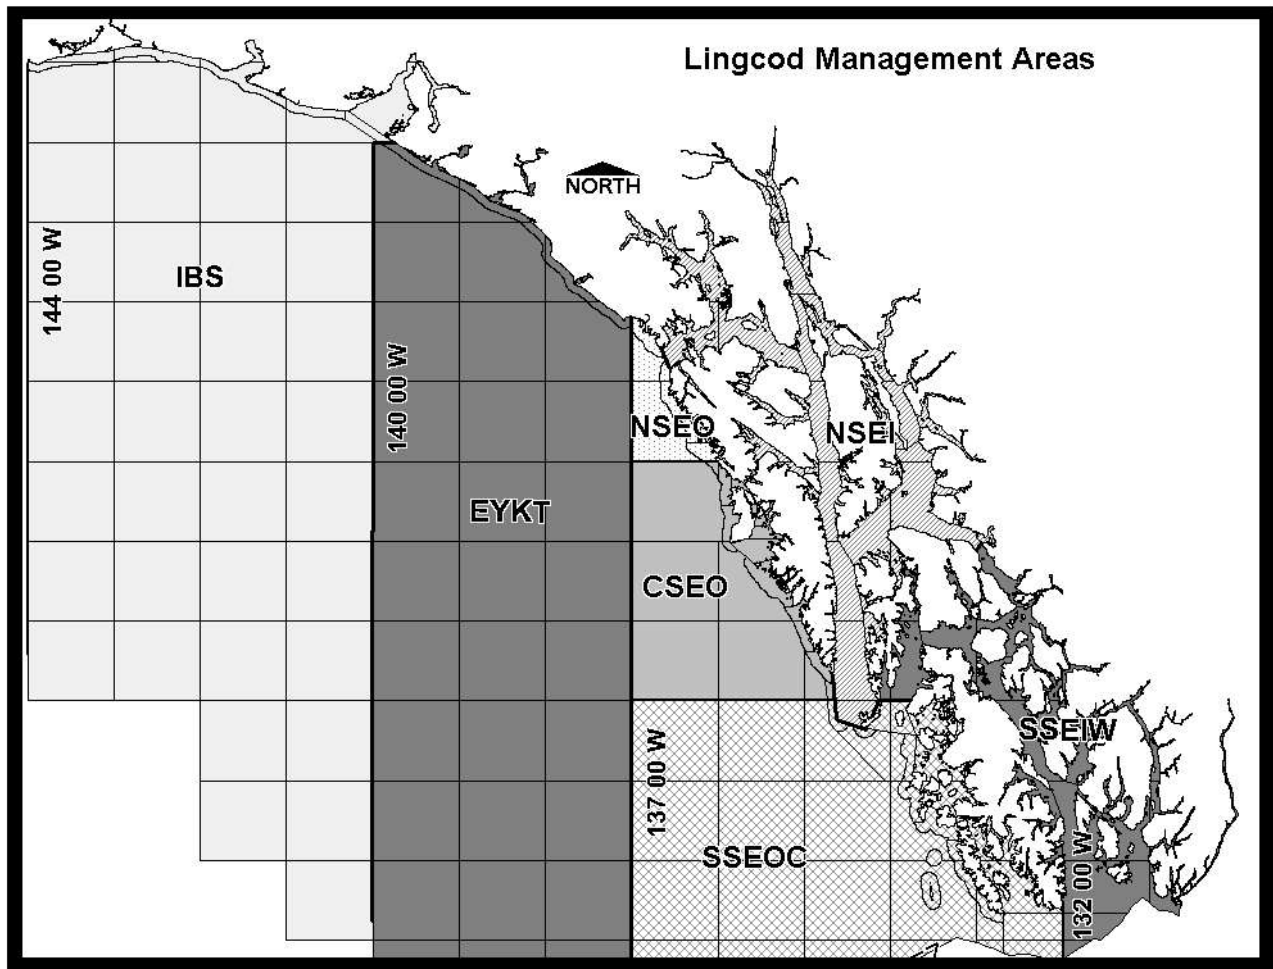 Lingcod Management Areas
NORTH
144 00 W
IBS
140 00 W
NSEO
NSEI
EYKT
CSEO
SSEIW
137 00 W
SSEOC
132 00 W